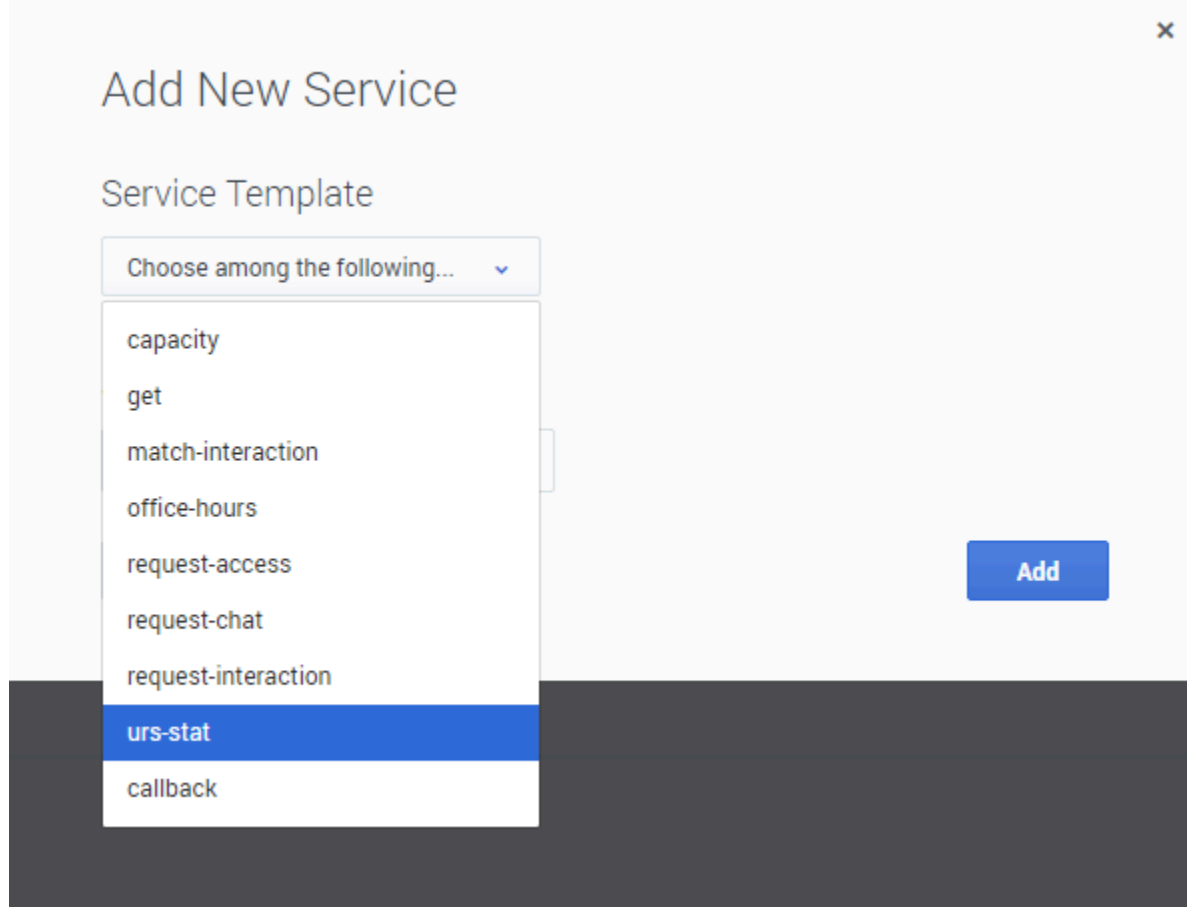 ×
Add New Service
Service Template
Choose among the following...
capacity
get
match-interaction
office-hours
request-access
request-chat
request-interaction
urs-stat
callback
Add